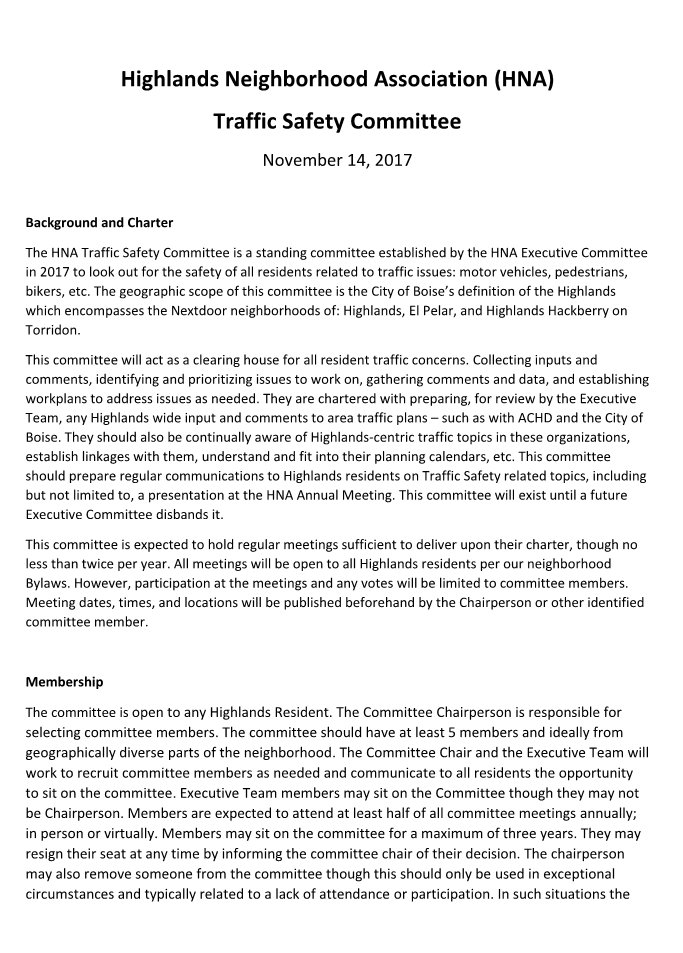 Highlands Neighborhood Association (HNA)
Traffic Safety Committee
November 14, 2017
Background and Charter
The HNA Traffic Safety Committee is a standing committee established by the HNA Executive Committee
in 2017 to look out for the safety of all residents related to traffic issues: motor vehicles, pedestrians,
bikers, etc. The geographic scope of this committee is the City of Boise’s definition of the Highlands
which encompasses the Nextdoor neighborhoods of: Highlands, El Pelar, and Highlands Hackberry on
Torridon.
This committee will act as a clearing house for all resident traffic concerns. Collecting inputs and
comments, identifying and prioritizing issues to work on, gathering comments and data, and establishing
workplans to address issues as needed. They are chartered with preparing, for review by the Executive
Team, any Highlands wide input and comments to area traffic plans – such as with ACHD and the City of
Boise. They should also be continually aware of Highlands-centric traffic topics in these organizations,
establish linkages with them, understand and fit into their planning calendars, etc. This committee
should prepare regular communications to Highlands residents on Traffic Safety related topics, including
but not limited to, a presentation at the HNA Annual Meeting. This committee will exist until a future
Executive Committee disbands it.
This committee is expected to hold regular meetings sufficient to deliver upon their charter, though no
less than twice per year. All meetings will be open to all Highlands residents per our neighborhood
Bylaws. However, participation at the meetings and any votes will be limited to committee members.
Meeting dates, times, and locations will be published beforehand by the Chairperson or other identified
committee member.
Membership
The committee is open to any Highlands Resident. The Committee Chairperson is responsible for
selecting committee members. The committee should have at least 5 members and ideally from
geographically diverse parts of the neighborhood. The Committee Chair and the Executive Team will
work to recruit committee members as needed and communicate to all residents the opportunity
to sit on the committee. Executive Team members may sit on the Committee though they may not
be Chairperson. Members are expected to attend at least half of all committee meetings annually;
in person or virtually. Members may sit on the committee for a maximum of three years. They may
resign their seat at any time by informing the committee chair of their decision. The chairperson
may also remove someone from the committee though this should only be used in exceptional
circumstances and typically related to a lack of attendance or participation. In such situations the